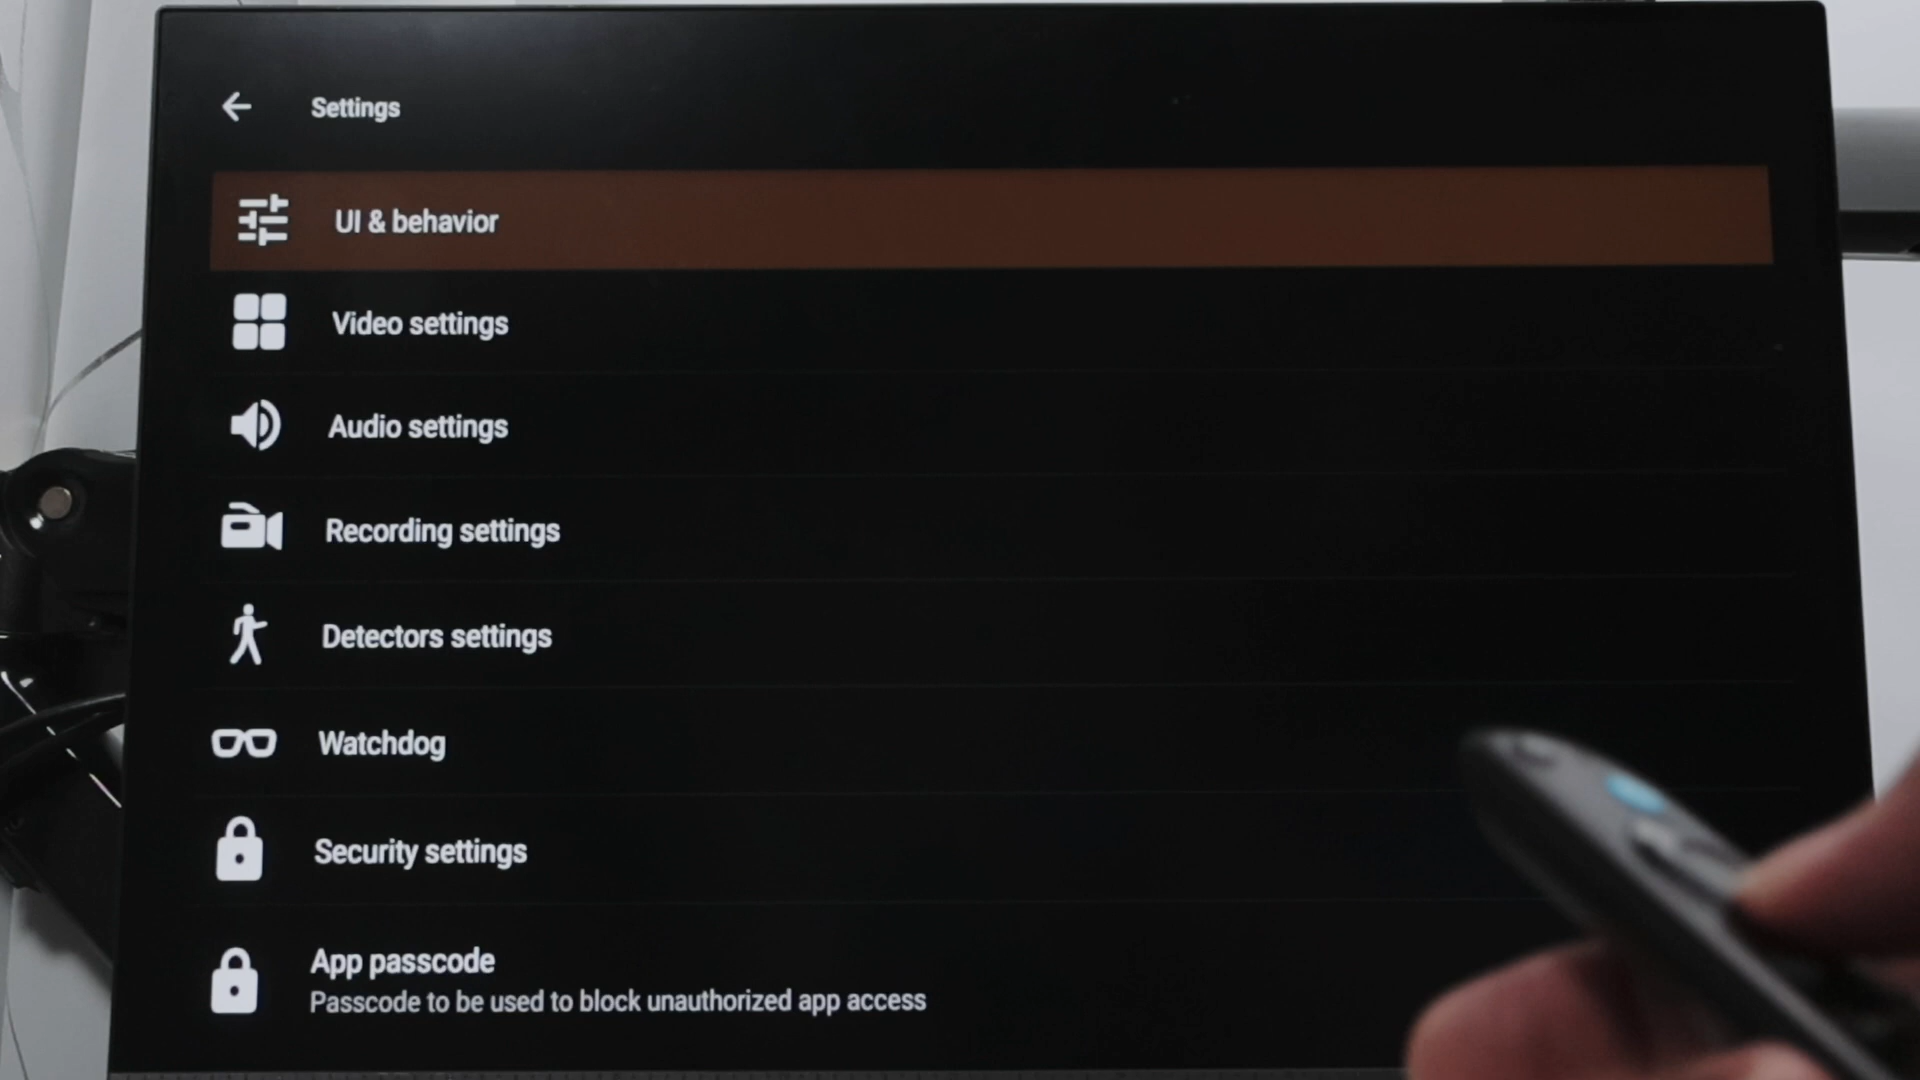 Settings
UI & behavior
Video settings
Audio settings
Recording settings
Detectors settings
Watchdog
Security settings
App passcode
Passcode to be used to block unauthorized app access